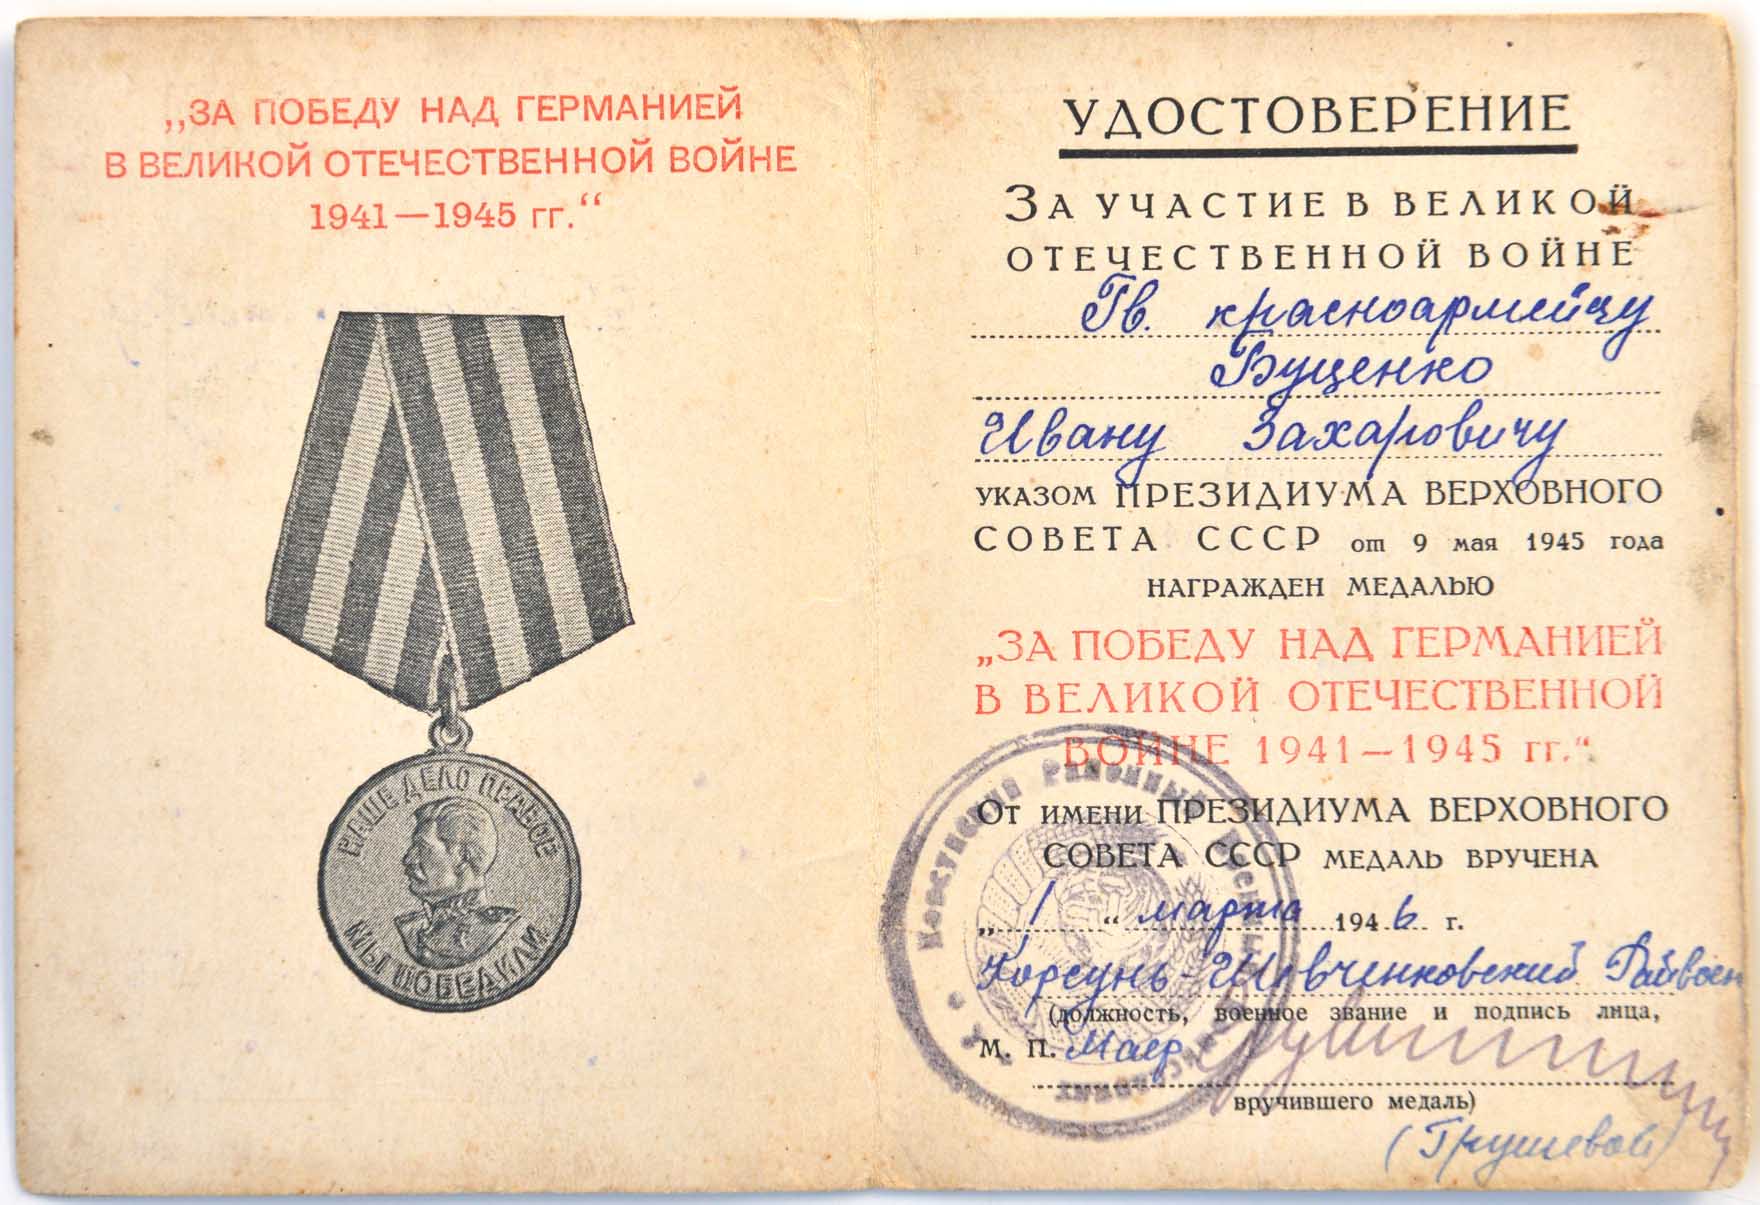 „ЗА ПОБЕДУ НАД ГЕРМАНИЕЙ
В ВЕЛИКОЙ ОТЕЧЕСТВЕННОЙ ВОЙНЕ
1941—1945 гг.“
НАШЕ ДЕЛО ПРАВОЕ
МЫ ПОБЕДИЛИ
УДОСТОВЕРЕНИЕ
ЗА УЧАСТИЕ В ВЕЛИКОЙ
ОТЕЧЕСТВЕННОЙ ВОЙНЕ
Гв. красноармейцу
Буценко
Ивану Захаровичу
УКАЗОМ ПРЕЗИДИУМА ВЕРХОВНОГО
СОВЕТА СССР от 9 мая 1945 года
НАГРАЖДЕН МЕДАЛЬЮ
„ЗА ПОБЕДУ НАД ГЕРМАНИЕЙ
В ВЕЛИКОЙ ОТЕЧЕСТВЕННОЙ
ВОЙНЕ 1941—1945 гг.“
ОТ ИМЕНИ ПРЕЗИДИУМА ВЕРХОВНОГО
СОВЕТА СССР МЕДАЛЬ ВРУЧЕНА
„1“ марта 1946 г.
Корсунь-Шевченковский Райвоен
(должность, военное звание и подпись лица,
М. П. Маер
вручившего медаль)
(Грушевой)